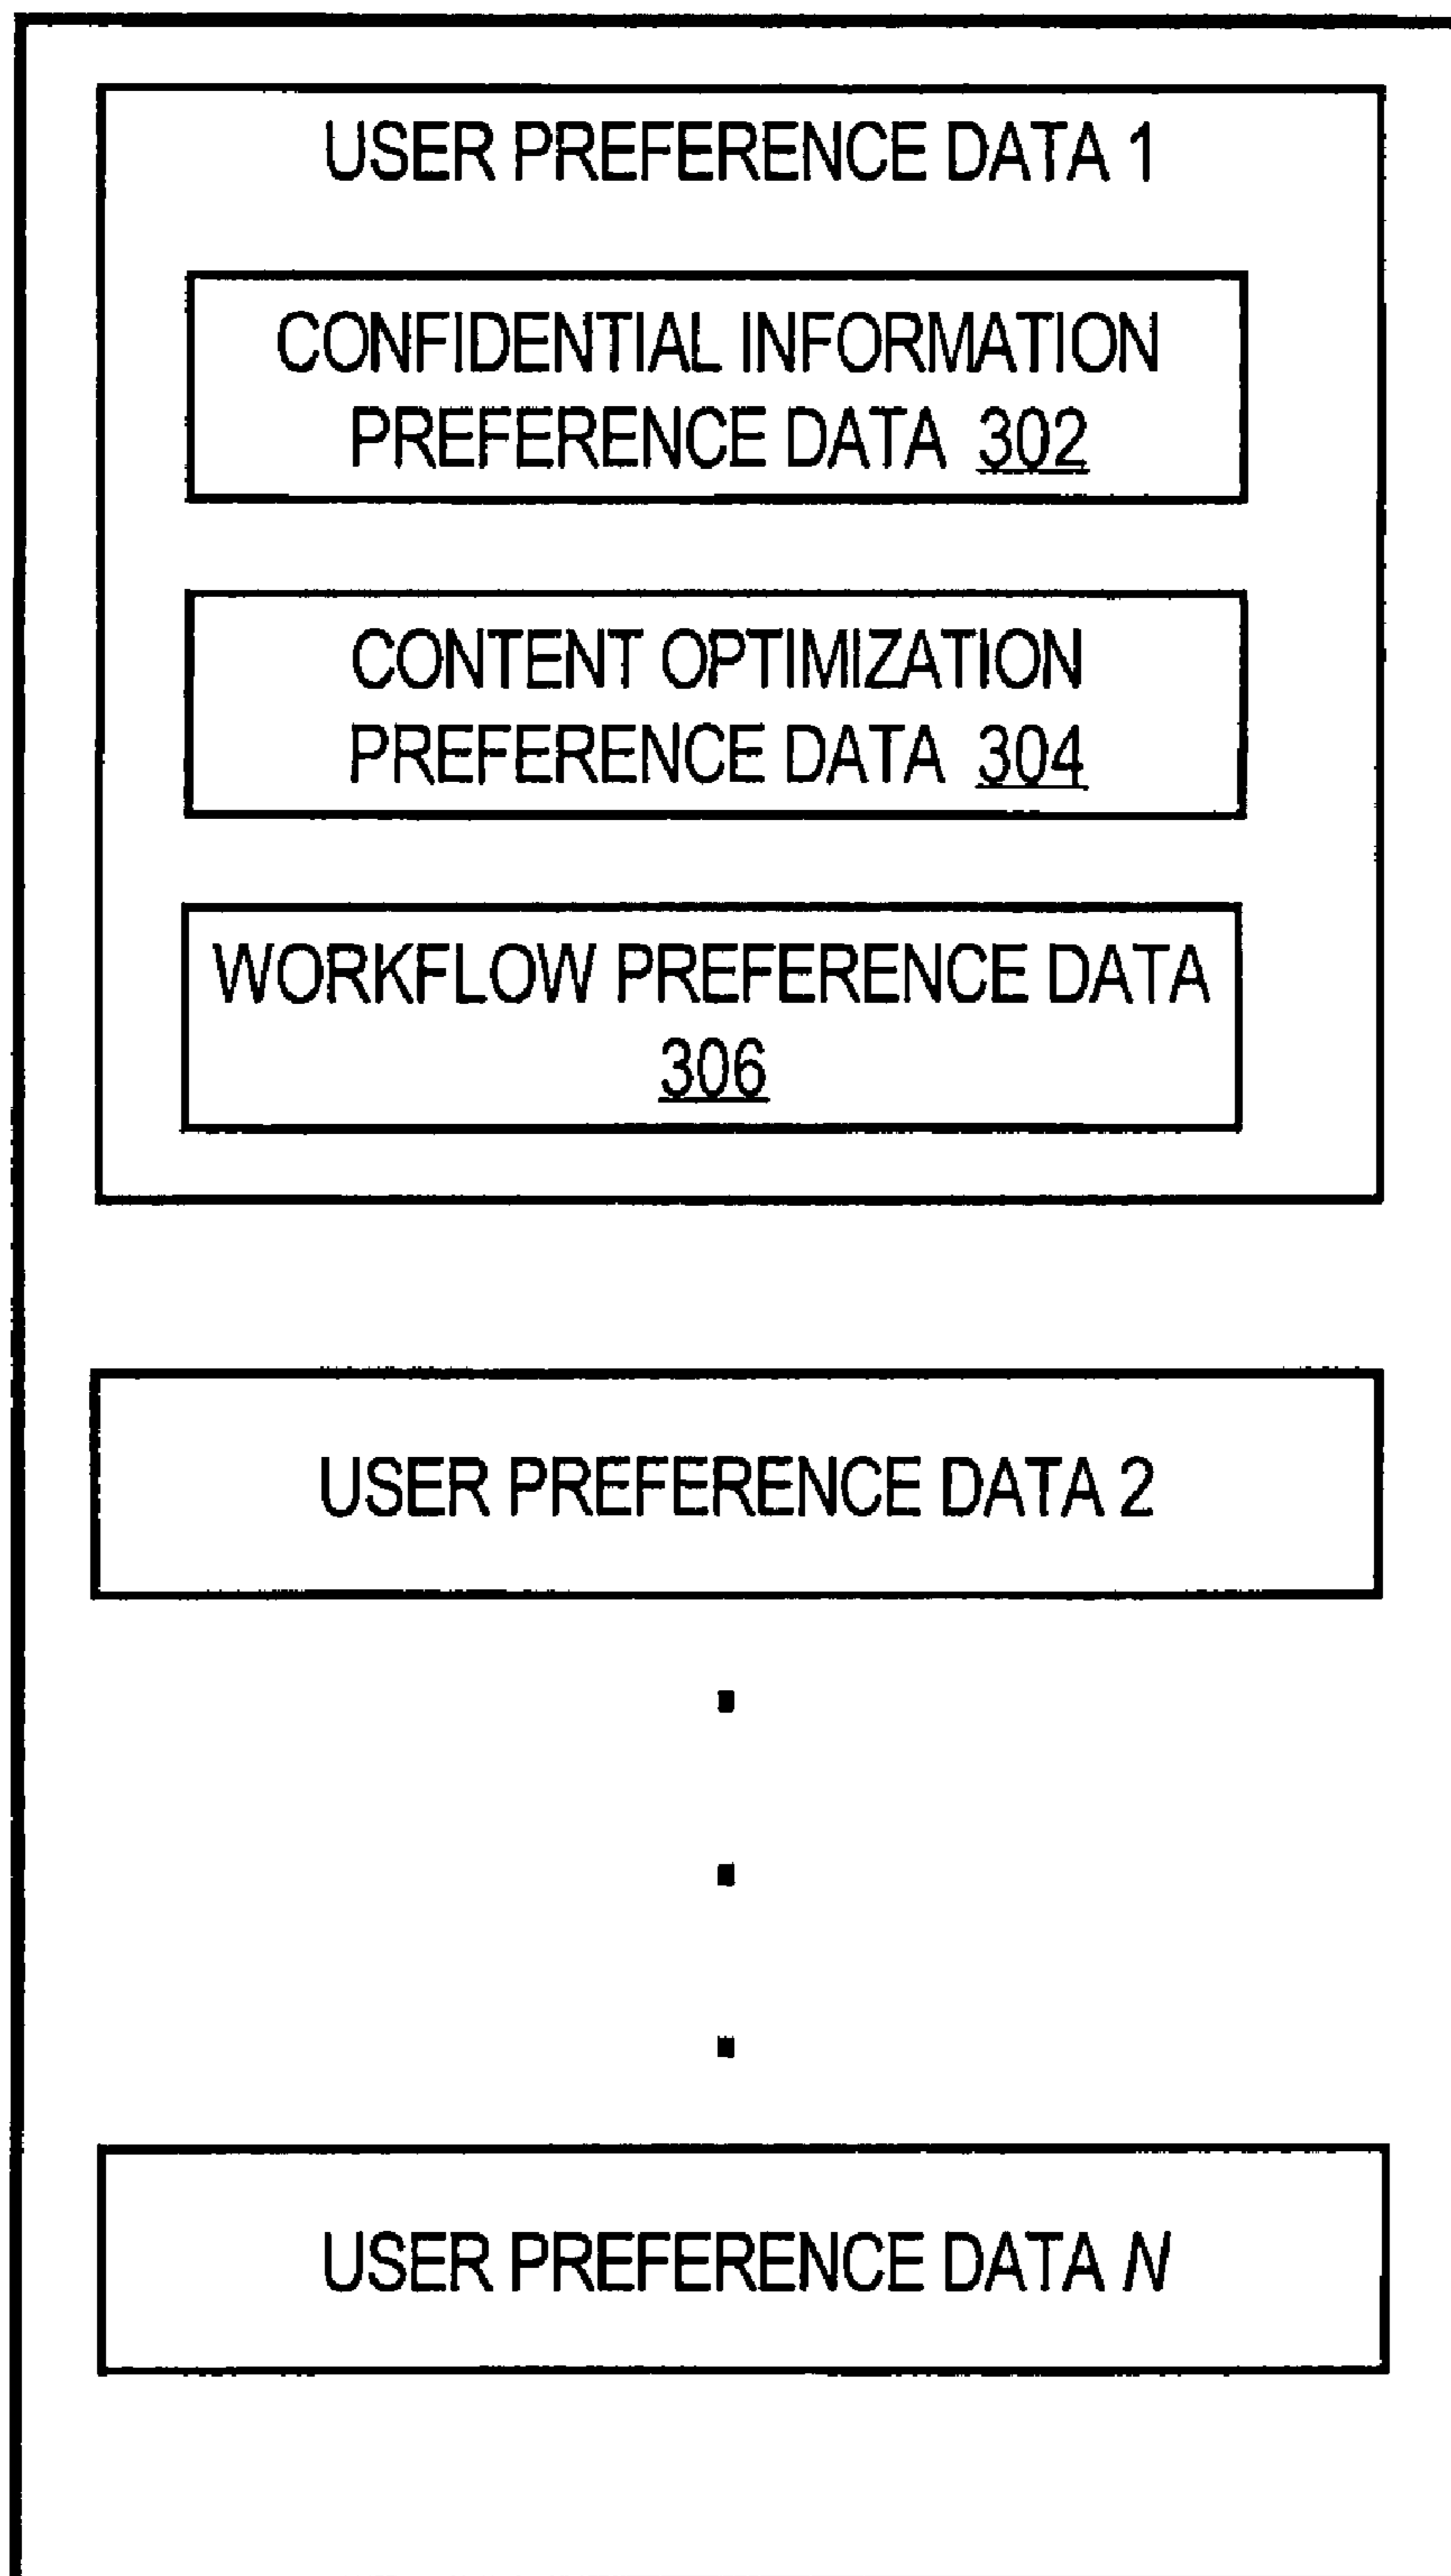 USER PREFERENCE DATA 1
CONFIDENTIAL INFORMATION
PREFERENCE DATA 302
CONTENT OPTIMIZATION
PREFERENCE DATA 304
WORKFLOW PREFERENCE DATA
306
USER PREFERENCE DATA 2
USER PREFERENCE DATA N